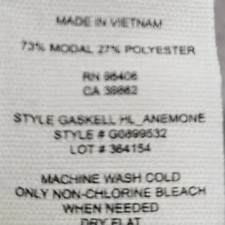 MADE IN VIETNAM
73% MODAL 27% POLYESTER
RN 96406
CA 39862
STYLE GASKELL HL_ANEMONE
STYLE # G0899532
LOT # 364154
MACHINE WASH COLD
ONLY NON-CHLORINE BLEACH
WHEN NEEDED
DRY FLAT